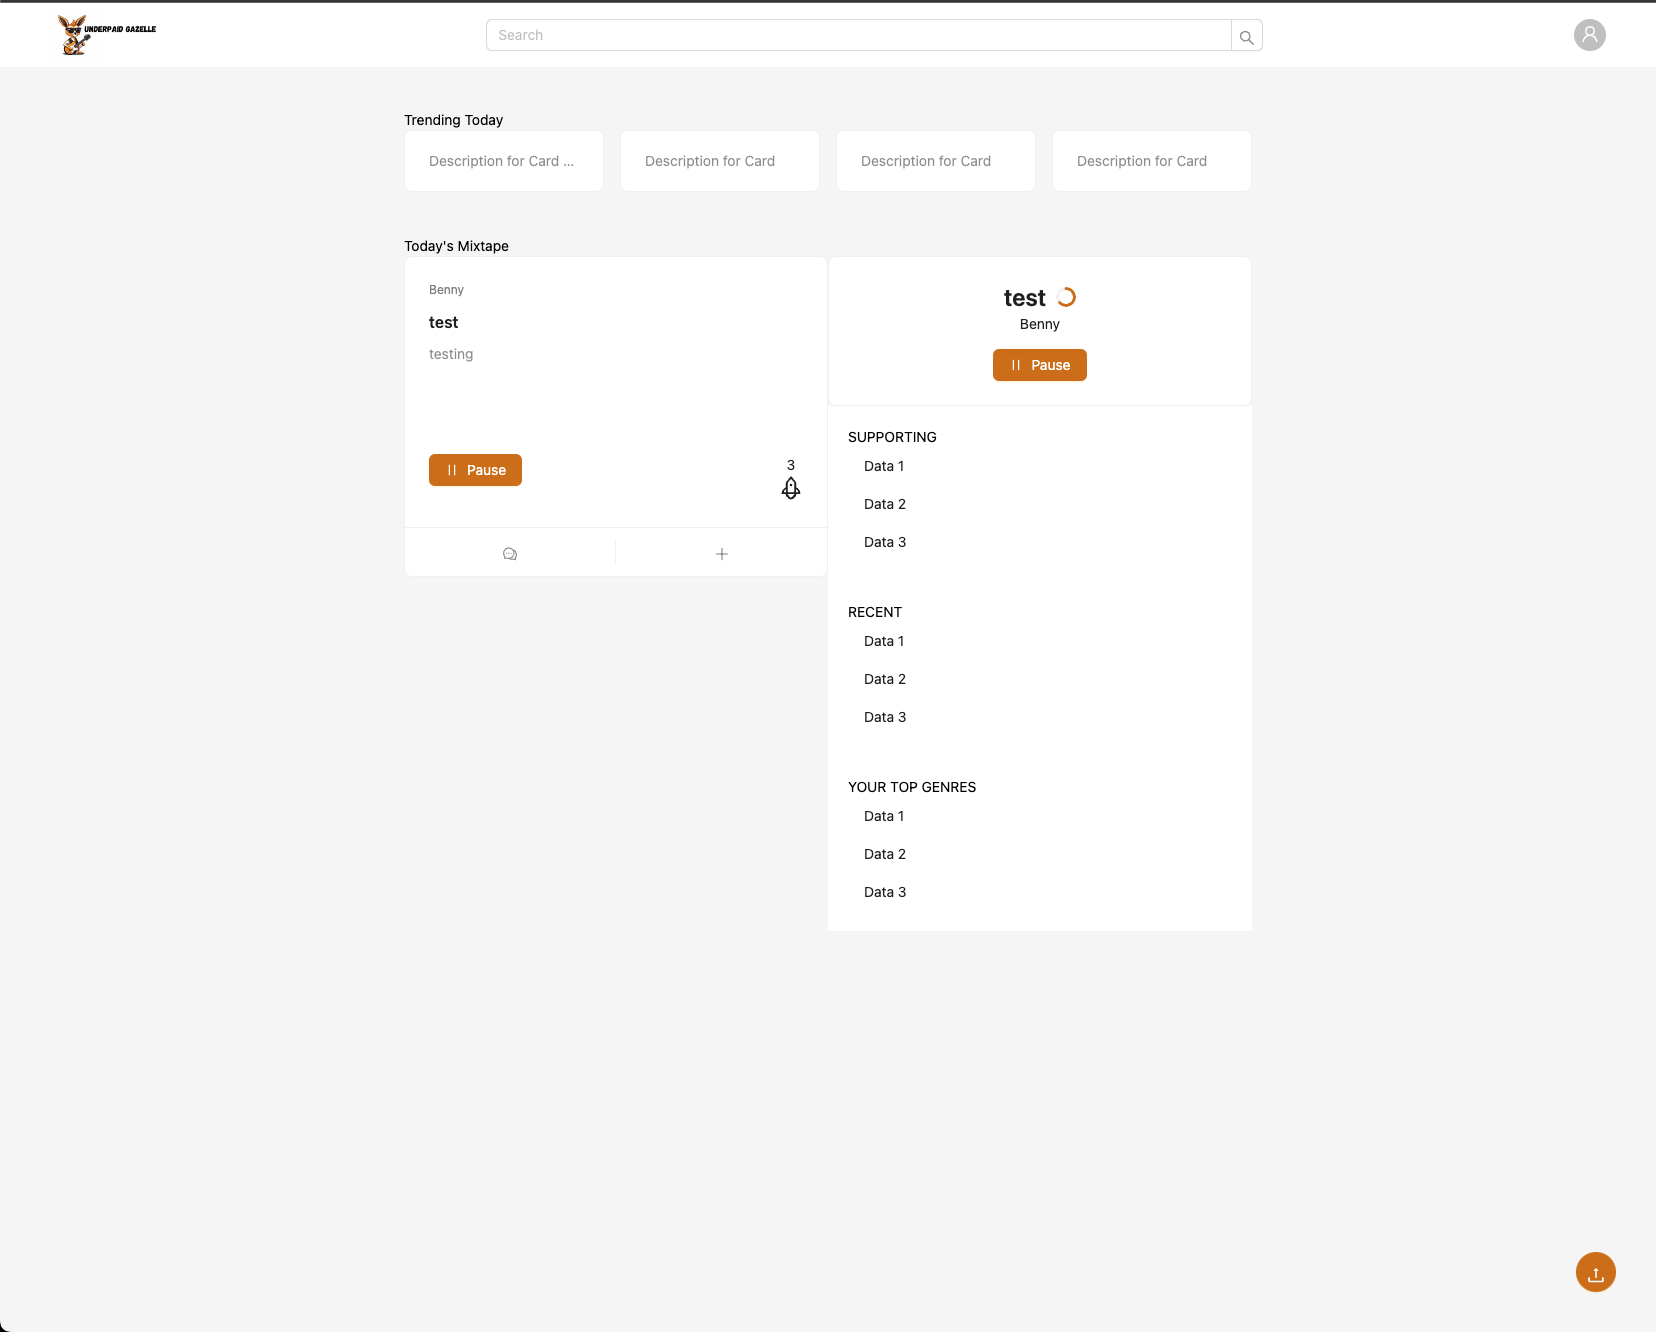 UNDERPAID GAZELLE
Search
Trending Today
Description for Card ...
Description for Card
Description for Card
Description for Card
Today's Mixtape
Benny
test
testing
Pause
3
test
Benny
Pause
SUPPORTING
Data 1
Data 2
Data 3
RECENT
Data 1
Data 2
Data 3
YOUR TOP GENRES
Data 1
Data 2
Data 3